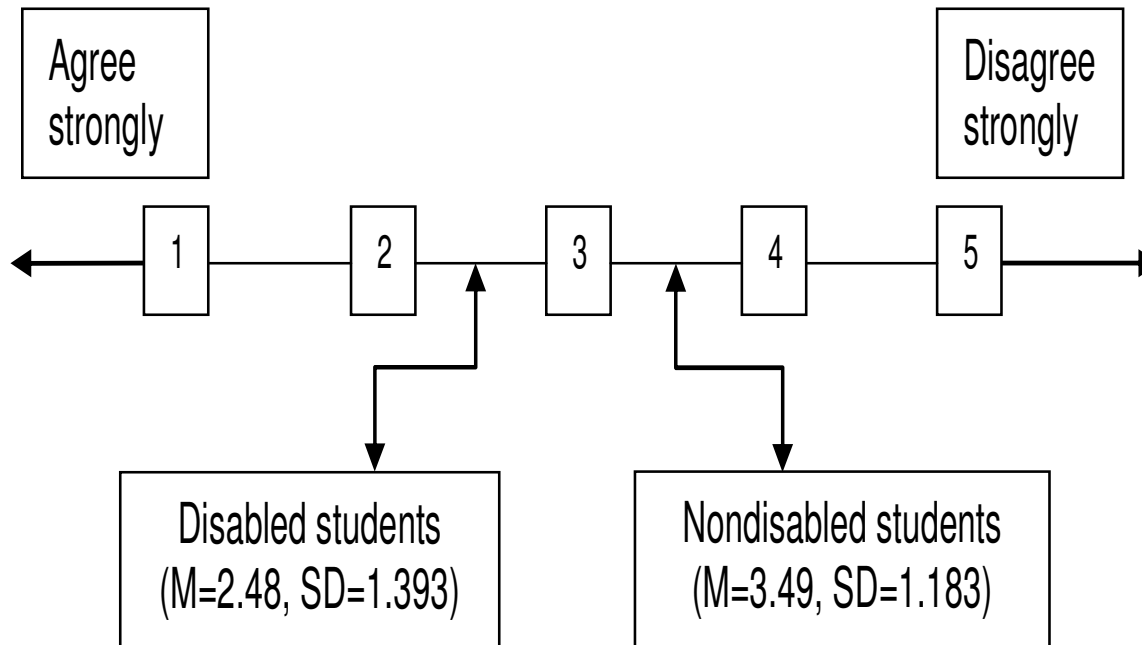 Agree
strongly
Disagree
strongly
1
2
3
4
5
Disabled students
(M=2.48, SD=1.393)
Nondisabled students
(M=3.49, SD=1.183)